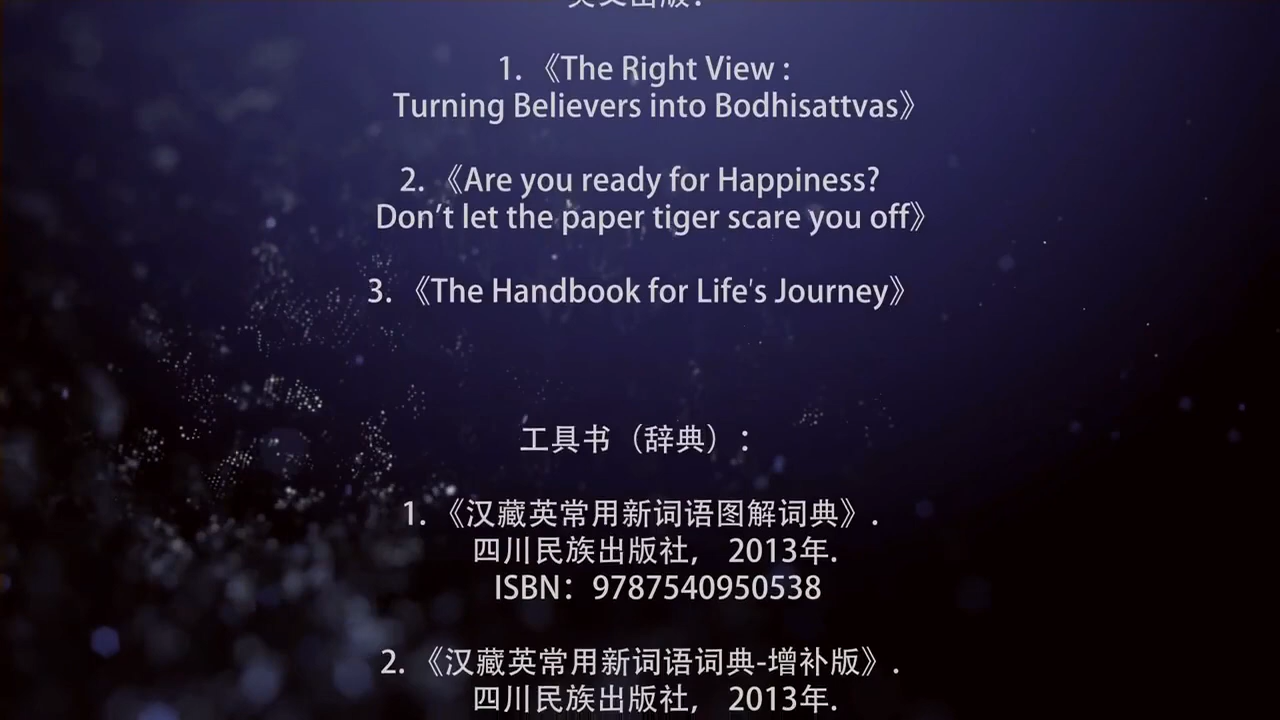 英文出版：
1. 《The Right View :
Turning Believers into Bodhisattvas》
2. 《Are you ready for Happiness?
Don’t let the paper tiger scare you off》
3. 《The Handbook for Life's Journey》
工具书（辞典）：
1. 《汉藏英常用新词语图解词典》.
四川民族出版社， 2013年.
ISBN：9787540950538
2. 《汉藏英常用新词语词典-增补版》.
四川民族出版社， 2013年.